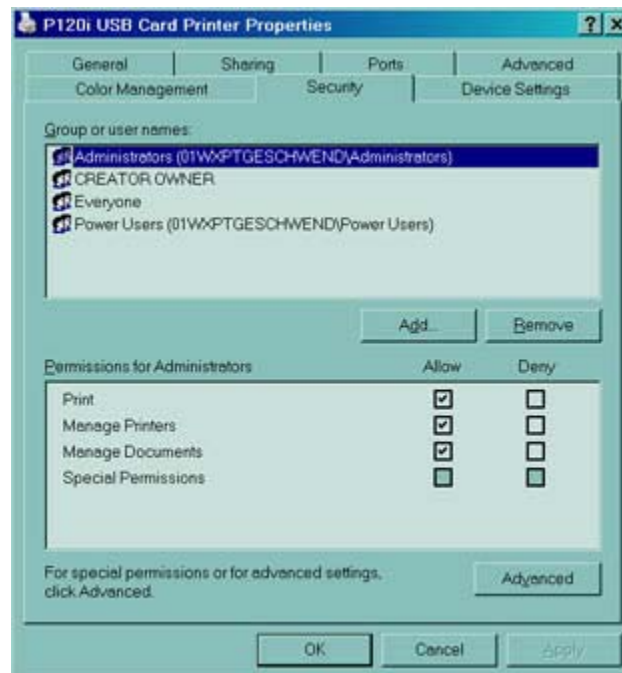 P120i USB Card Printer Properties
General Sharing Ports Advanced
Color Management Security Device Settings
Group or user names:
Administrators (01WXPTGESCHWEND\Administrators)
CREATOR OWNER
Everyone
Power Users (01WXPTGESCHWEND\Power Users)
Add... Remove
Permissions for Administrators Allow Deny
Print
Manage Printers
Manage Documents
Special Permissions
For special permissions or for advanced settings,
click Advanced.
Advanced
OK Cancel Apply